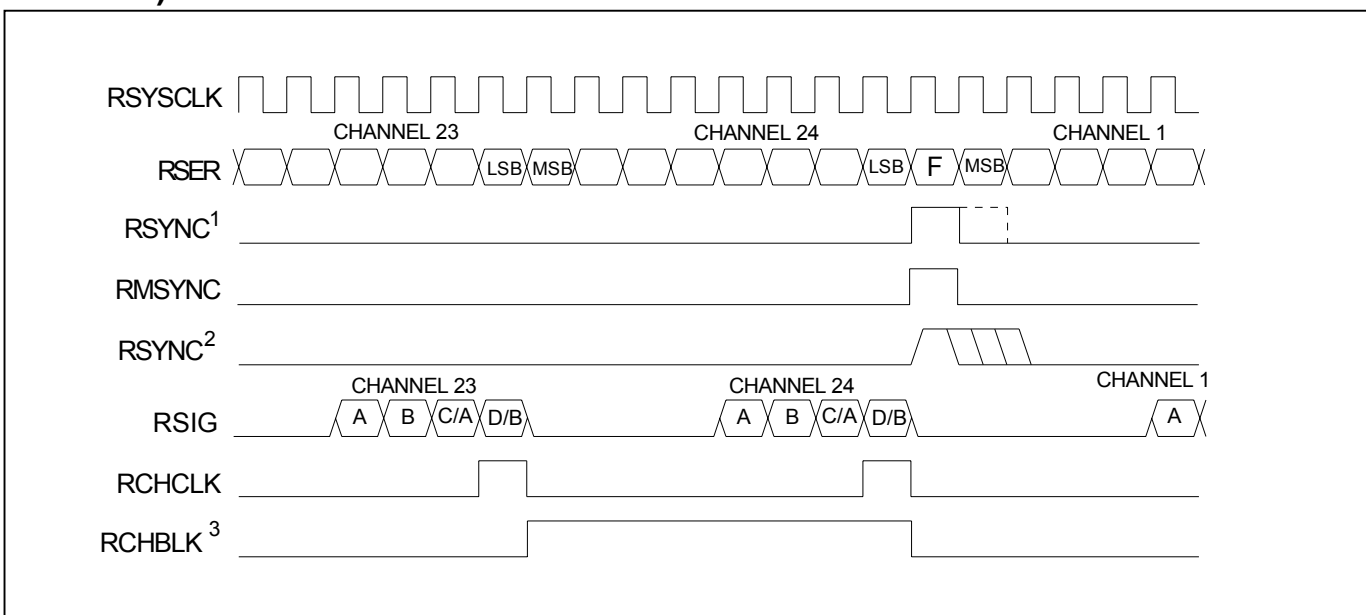 RSYSCLK
CHANNEL 23 CHANNEL 24 CHANNEL 1
RSER LSB MSB LSB F MSB
RSYNC¹
RMSYNC
RSYNC²
CHANNEL 23 CHANNEL 24 CHANNEL 1
RSIG A B C/A D/B A B C/A D/B A
RCHCLK
RCHBLK ³